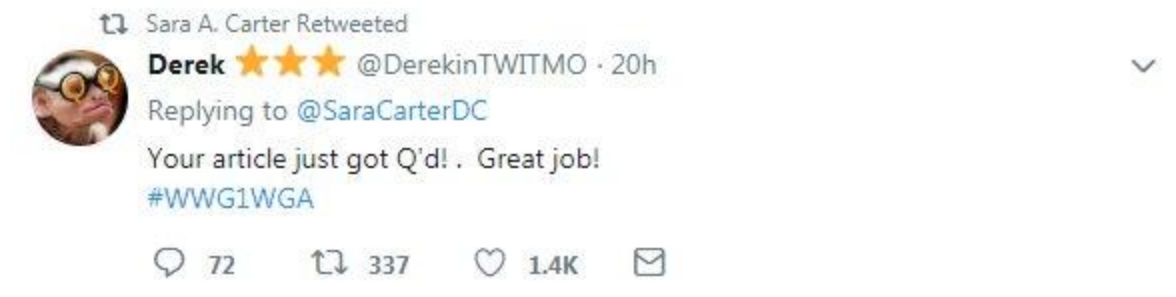 Sara A. Carter Retweeted
Derek ⭐⭐⭐ @DerekinTWITMO · 20h
Replying to @SaraCarterDC
Your article just got Q'd! .  Great job!
#WWG1WGA
72 337 1.4K